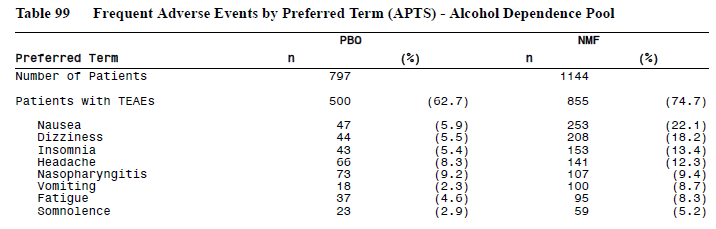 Table 99 Frequent Adverse Events by Preferred Term (APTS) - Alcohol Dependence Pool
PBO NMF
Preferred Term n (%) n (%)
Number of Patients 797 1144
Patients with TEAEs 500 (62.7) 855 (74.7)
Nausea 47 (5.9) 253 (22.1)
Dizziness 44 (5.5) 208 (18.2)
Insomnia 43 (5.4) 153 (13.4)
Headache 66 (8.3) 141 (12.3)
Nasopharyngitis 73 (9.2) 107 (9.4)
Vomiting 18 (2.3) 100 (8.7)
Fatigue 37 (4.6) 95 (8.3)
Somnolence 23 (2.9) 59 (5.2)